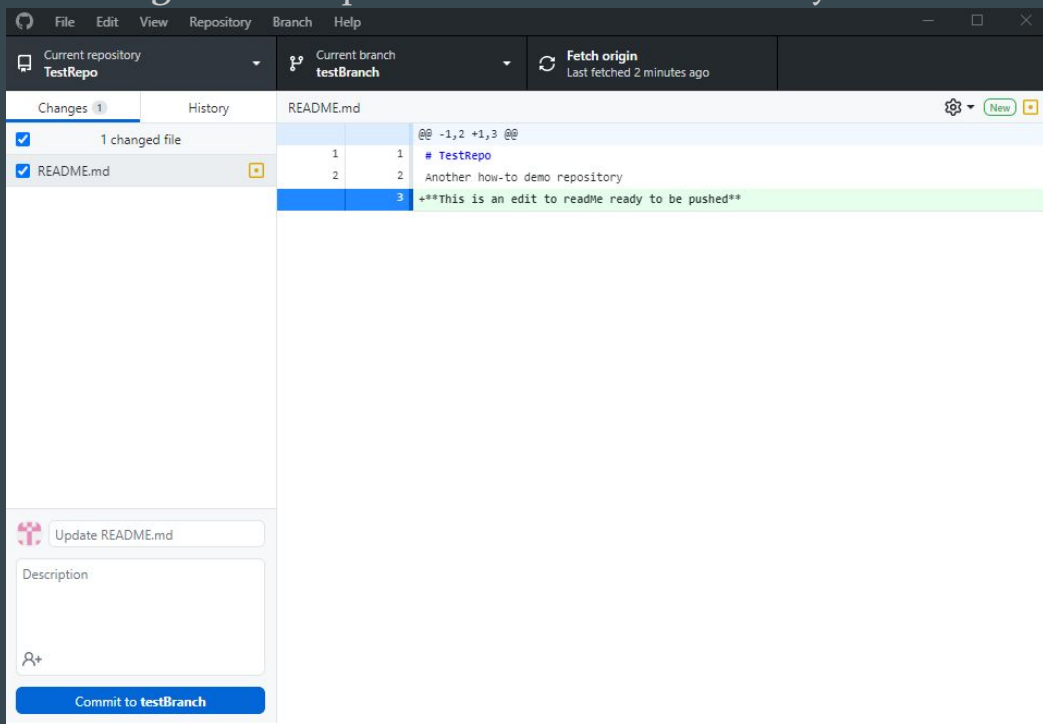 File Edit View Repository Branch Help
Current repository
TestRepo
Current branch
testBranch
Fetch origin
Last fetched 2 minutes ago
Changes 1 History
README.md
New
1 changed file
README.md
@@ -1,2 +1,3 @@
1 1 # TestRepo
2 2 Another how-to demo repository
3 +**This is an edit to readMe ready to be pushed**
Update README.md
Description
Commit to testBranch